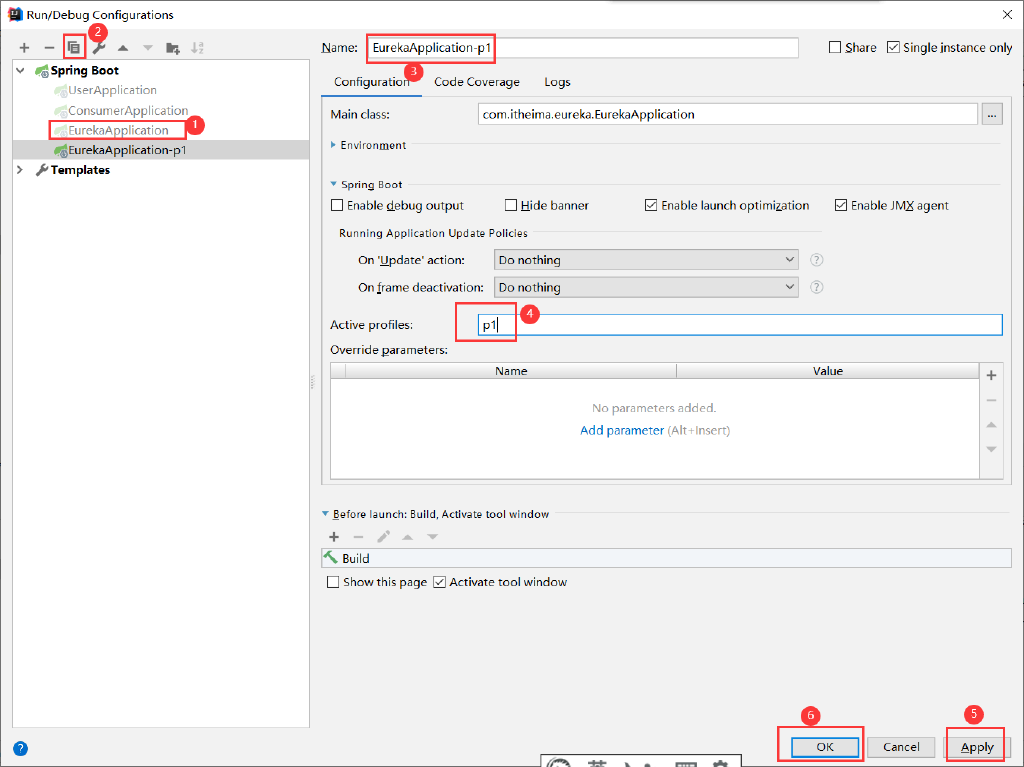 Run/Debug Configurations
2
Name: EurekaApplication-p1
Share
Single instance only
3
Spring Boot
UserApplication
ConsumerApplication
EurekaApplication
1
EurekaApplication-p1
Templates
Configuration
Code Coverage
Logs
Main class:
com.itheima.eureka.EurekaApplication
...
Environment
Spring Boot
Enable debug output
Hide banner
Enable launch optimization
Enable JMX agent
Running Application Update Policies
On 'Update' action:
Do nothing
?
On frame deactivation:
Do nothing
?
4
Active profiles:
p1
Override parameters:
Name
Value
No parameters added.
Add parameter (Alt+Insert)
Before launch: Build, Activate tool window
Build
Show this page
Activate tool window
6
5
?
OK
Cancel
Apply